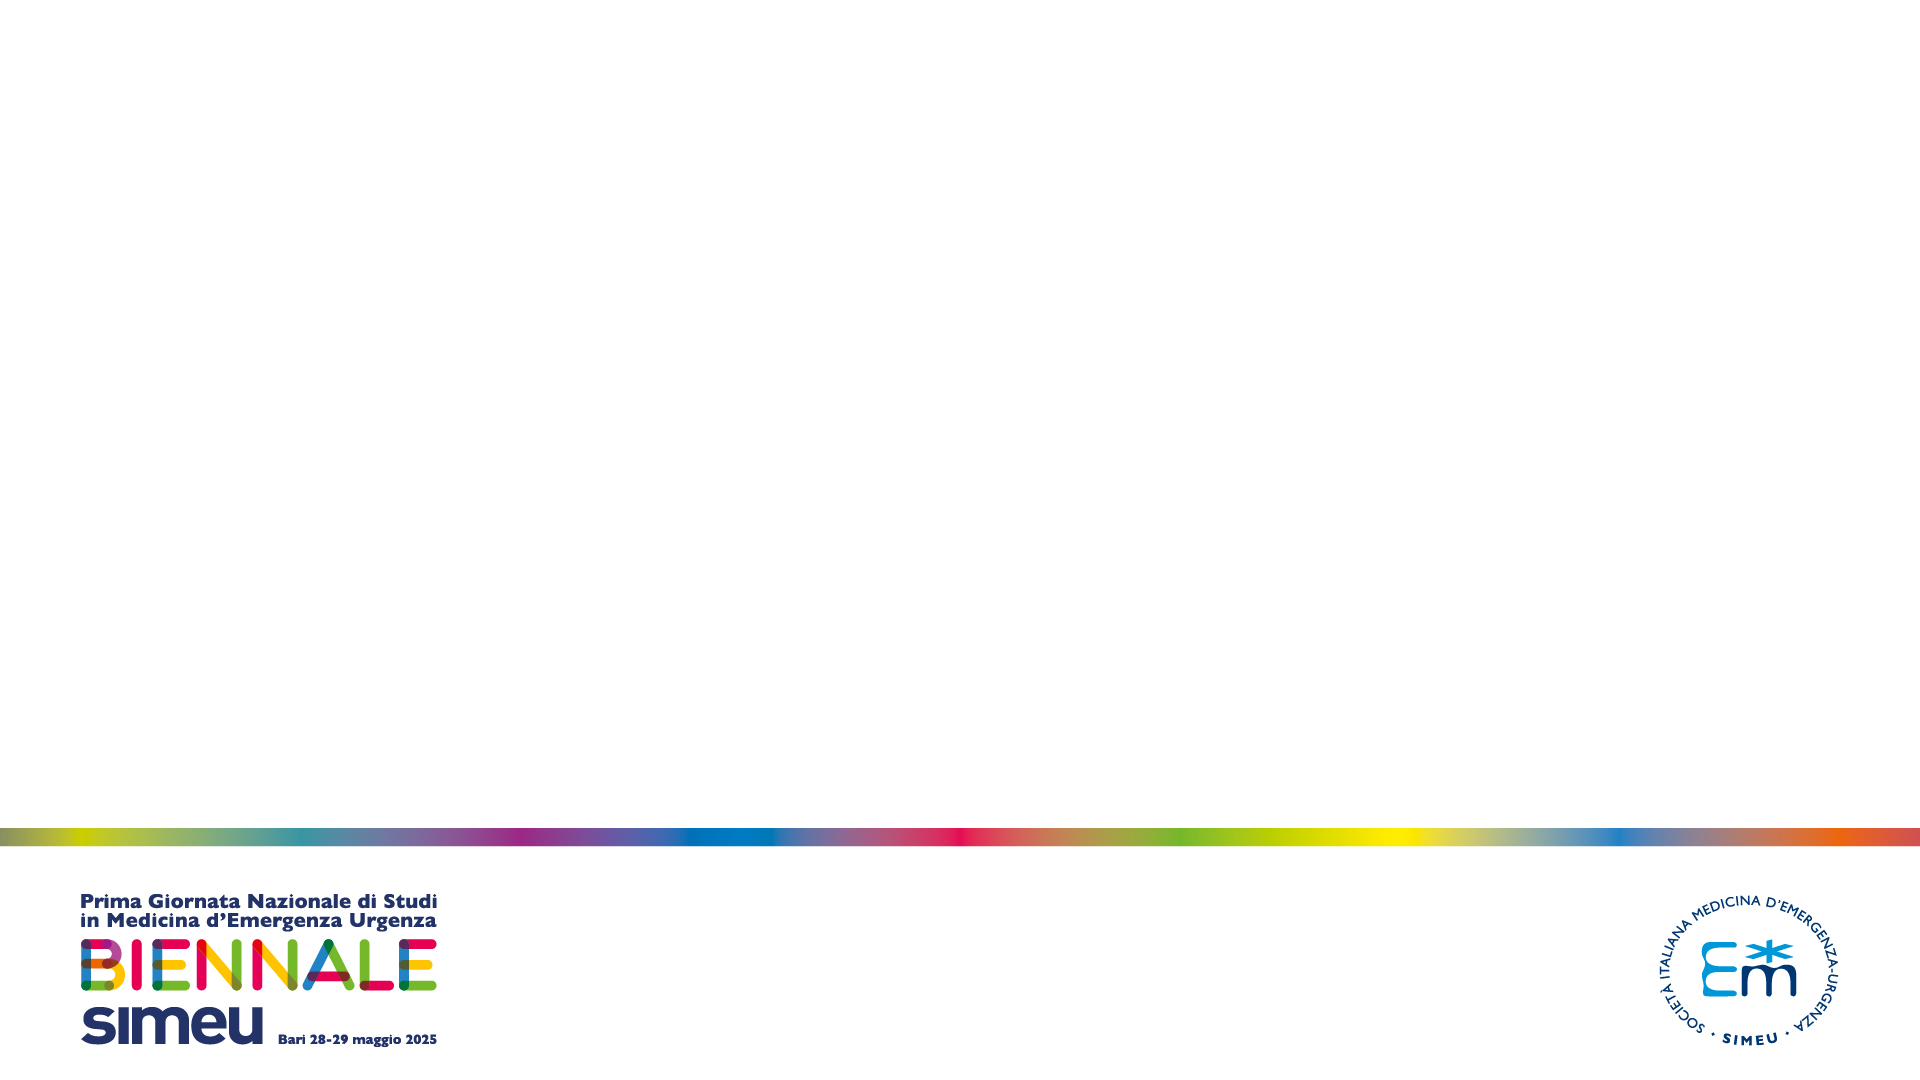 Prima Giornata Nazionale di Studi
in Medicina d’Emergenza Urgenza
BIENNALE
simeu
Bari 28-29 maggio 2025
SOCIETÀ ITALIANA MEDICINA D’EMERGENZA-URGENZA
Em
• SIMEU •